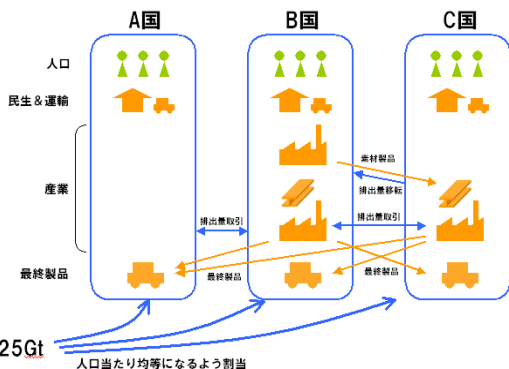 A国
B国
C国
人口
民生&運輸
素材製品
排出量移転
産業
排出量取引
排出量取引
最終製品
最終製品
最終製品
25Gt
人口当たり均等になるよう割当